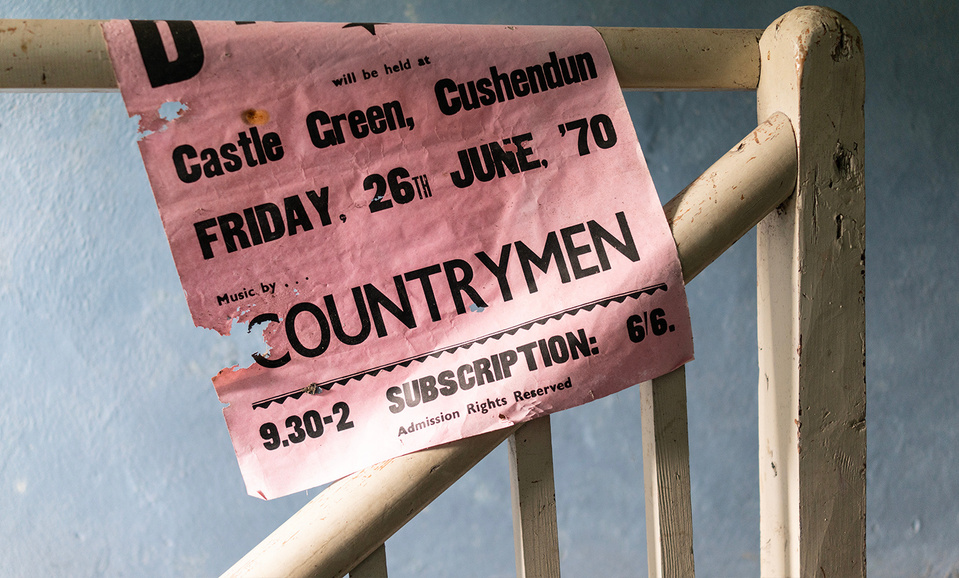 D
will be held at
Castle Green, Cushendun
FRIDAY, 26TH JUNE, '70
Music by . . .
COUNTRYMEN
9.30-2 SUBSCRIPTION: 6/6.
Admission Rights Reserved